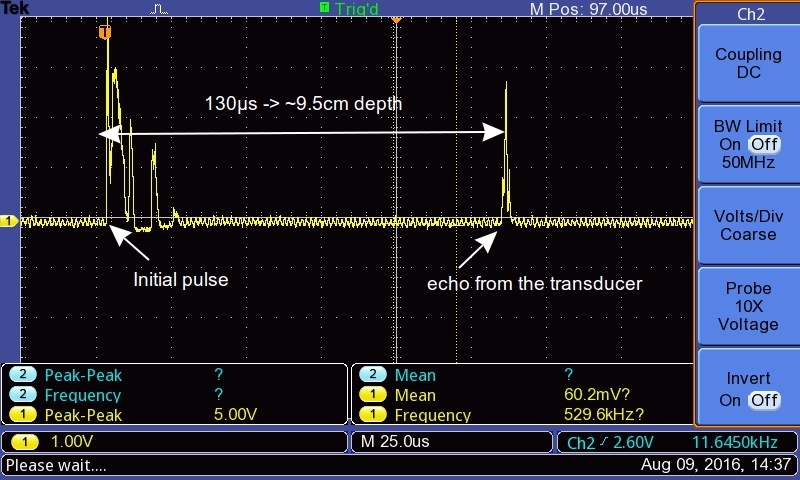 Tek
T Trig'd
M Pos: 97.00us
Ch2
T
Coupling
DC
130µs -> ~9.5cm depth
BW Limit
On Off
50MHz
1
Volts/Div
Coarse
Initial pulse
echo from the transducer
Probe
10X
Voltage
2 Peak-Peak ?
2 Frequency ?
1 Peak-Peak 5.00V
2 Mean ?
1 Mean 60.2mV?
1 Frequency 529.6kHz?
Invert
On Off
1 1.00V
M 25.0us
Ch2 / 2.60V 11.6450kHz
Please wait....
Aug 09, 2016, 14:37